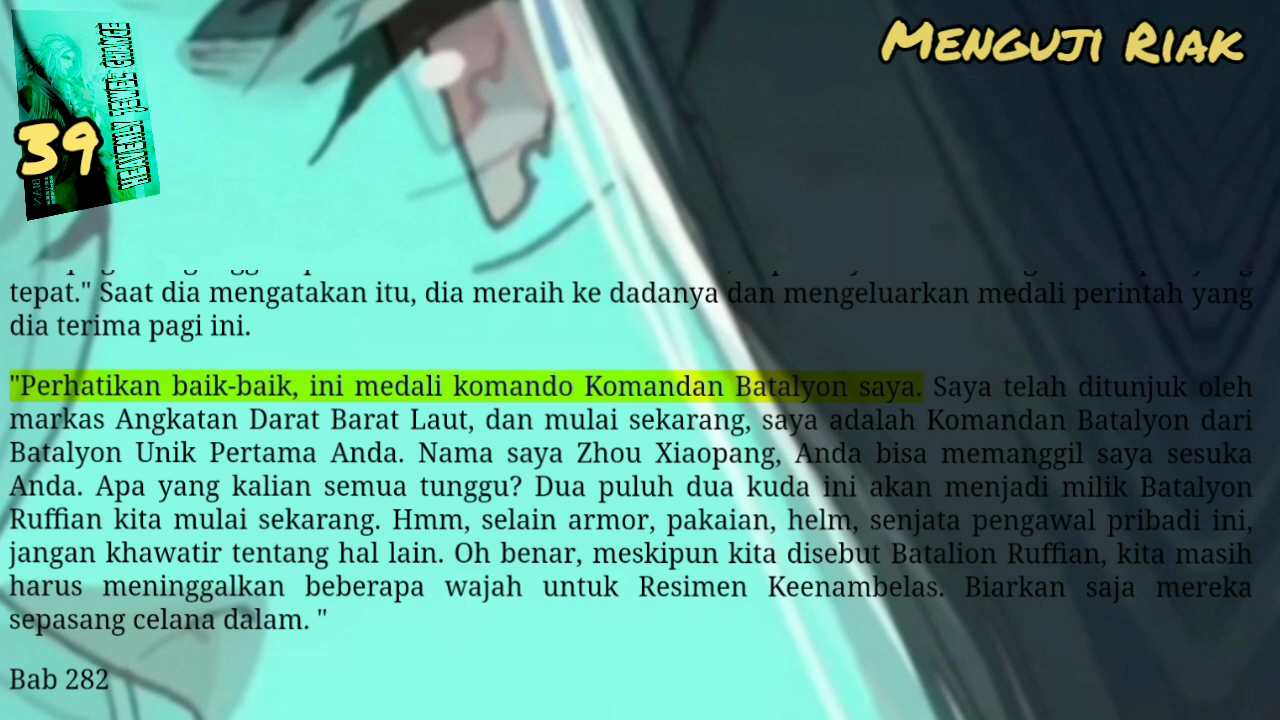 Menguji Riak
39
tepat." Saat dia mengatakan itu, dia meraih ke dadanya dan mengeluarkan medali perintah yang
dia terima pagi ini.
"Perhatikan baik-baik, ini medali komando Komandan Batalyon saya. Saya telah ditunjuk oleh
markas Angkatan Darat Barat Laut, dan mulai sekarang, saya adalah Komandan Batalyon dari
Batalyon Unik Pertama Anda. Nama saya Zhou Xiaopang, Anda bisa memanggil saya sesuka
Anda. Apa yang kalian semua tunggu? Dua puluh dua kuda ini akan menjadi milik Batalyon
Ruffian kita mulai sekarang. Hmm, selain armor, pakaian, helm, senjata pengawal pribadi ini,
jangan khawatir tentang hal lain. Oh benar, meskipun kita disebut Batalion Ruffian, kita masih
harus meninggalkan beberapa wajah untuk Resimen Keenambelas. Biarkan saja mereka
sepasang celana dalam. "
Bab 282